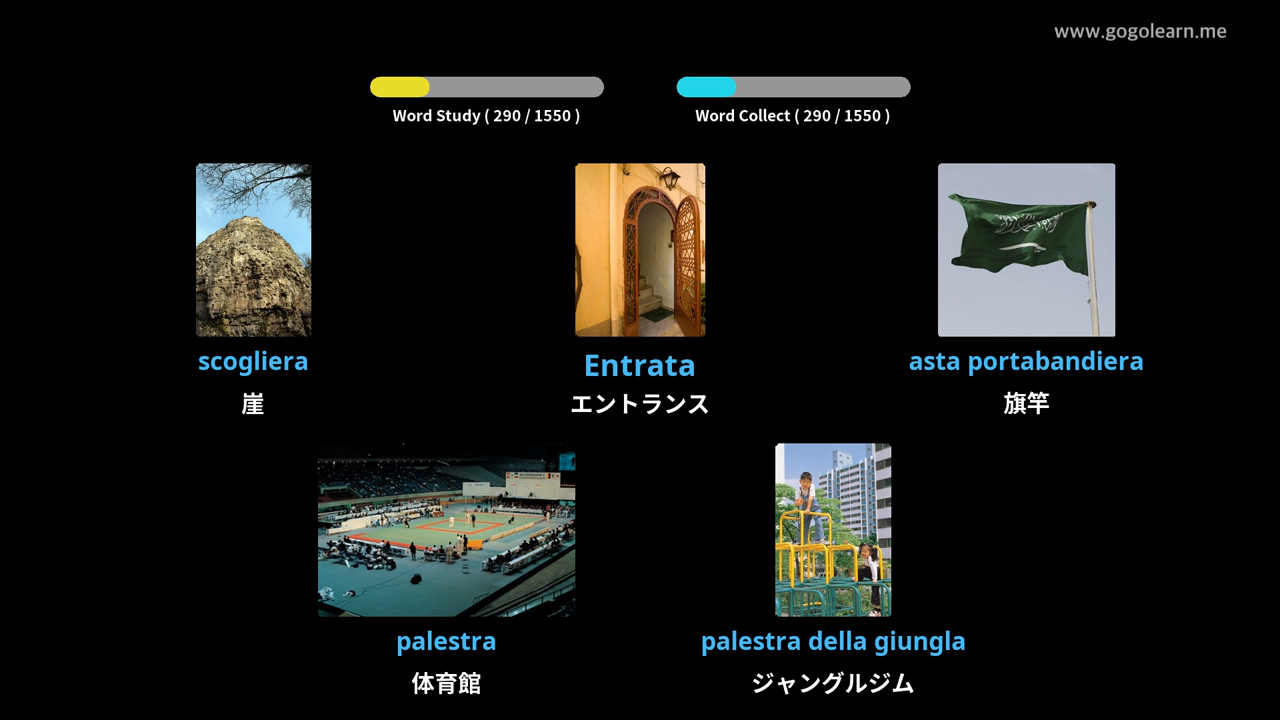 www.gogolearn.me
Word Study ( 290 / 1550 )
Word Collect ( 290 / 1550 )
scogliera
崖
Entrata
エントランス
asta portabandiera
旗竿
palestra
体育館
palestra della giungla
ジャングルジム